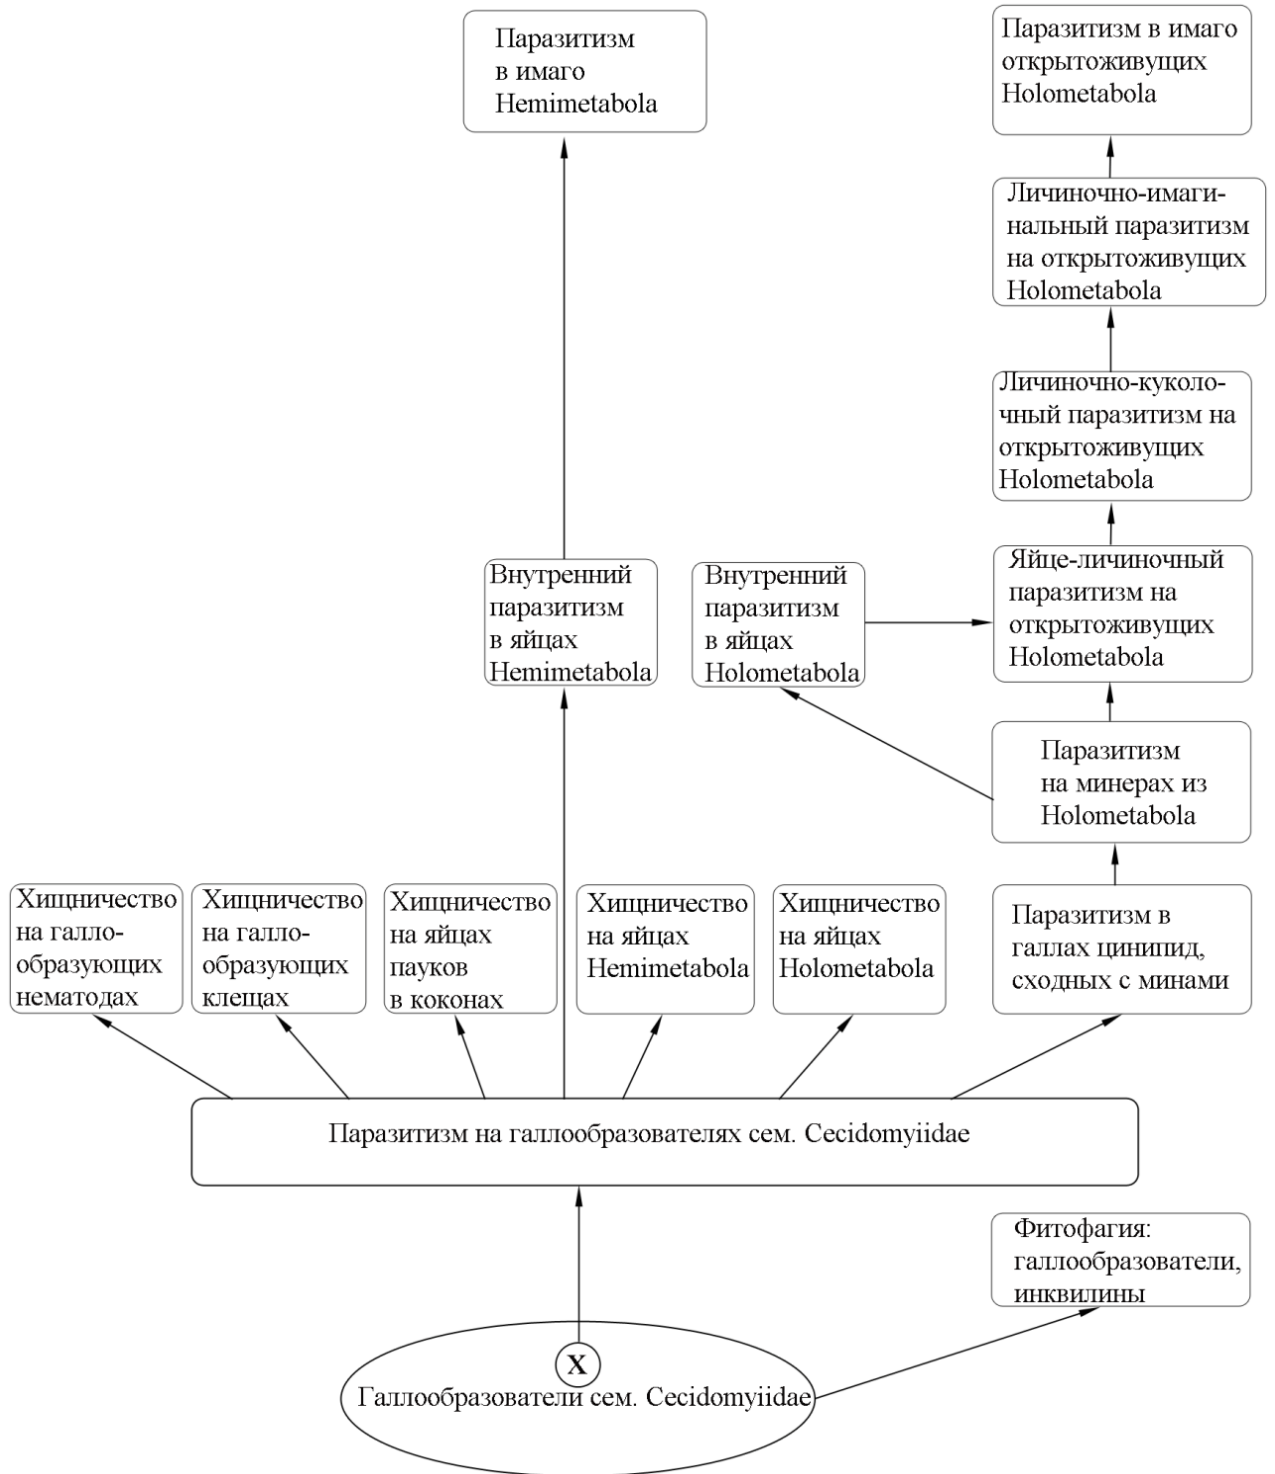 Паразитизм
в имаго
Hemimetabola
Паразитизм в имаго
открытоживущих
Holometabola
Личиночно-имаги-
нальный паразитизм
на открытоживущих
Holometabola
Личиночно-куколо-
чный паразитизм на
открытоживущих
Holometabola
Внутренний
паразитизм
в яйцах
Hemimetabola
Внутренний
паразитизм
в яйцах
Holometabola
Яйце-личиночный
паразитизм на
открытоживущих
Holometabola
Паразитизм
на минерах из
Holometabola
Хищничество
на галло-
образующих
нематодах
Хищничество
на галло-
образующих
клещах
Хищничество
на яйцах
пауков
в коконах
Хищничество
на яйцах
Hemimetabola
Хищничество
на яйцах
Holometabola
Паразитизм в
галлах цинипид,
сходных с минами
Паразитизм на галлообразователях сем. Cecidomyiidae
Фитофагия:
галлообразователи,
инквилины
X
Галлообразователи сем. Cecidomyiidae